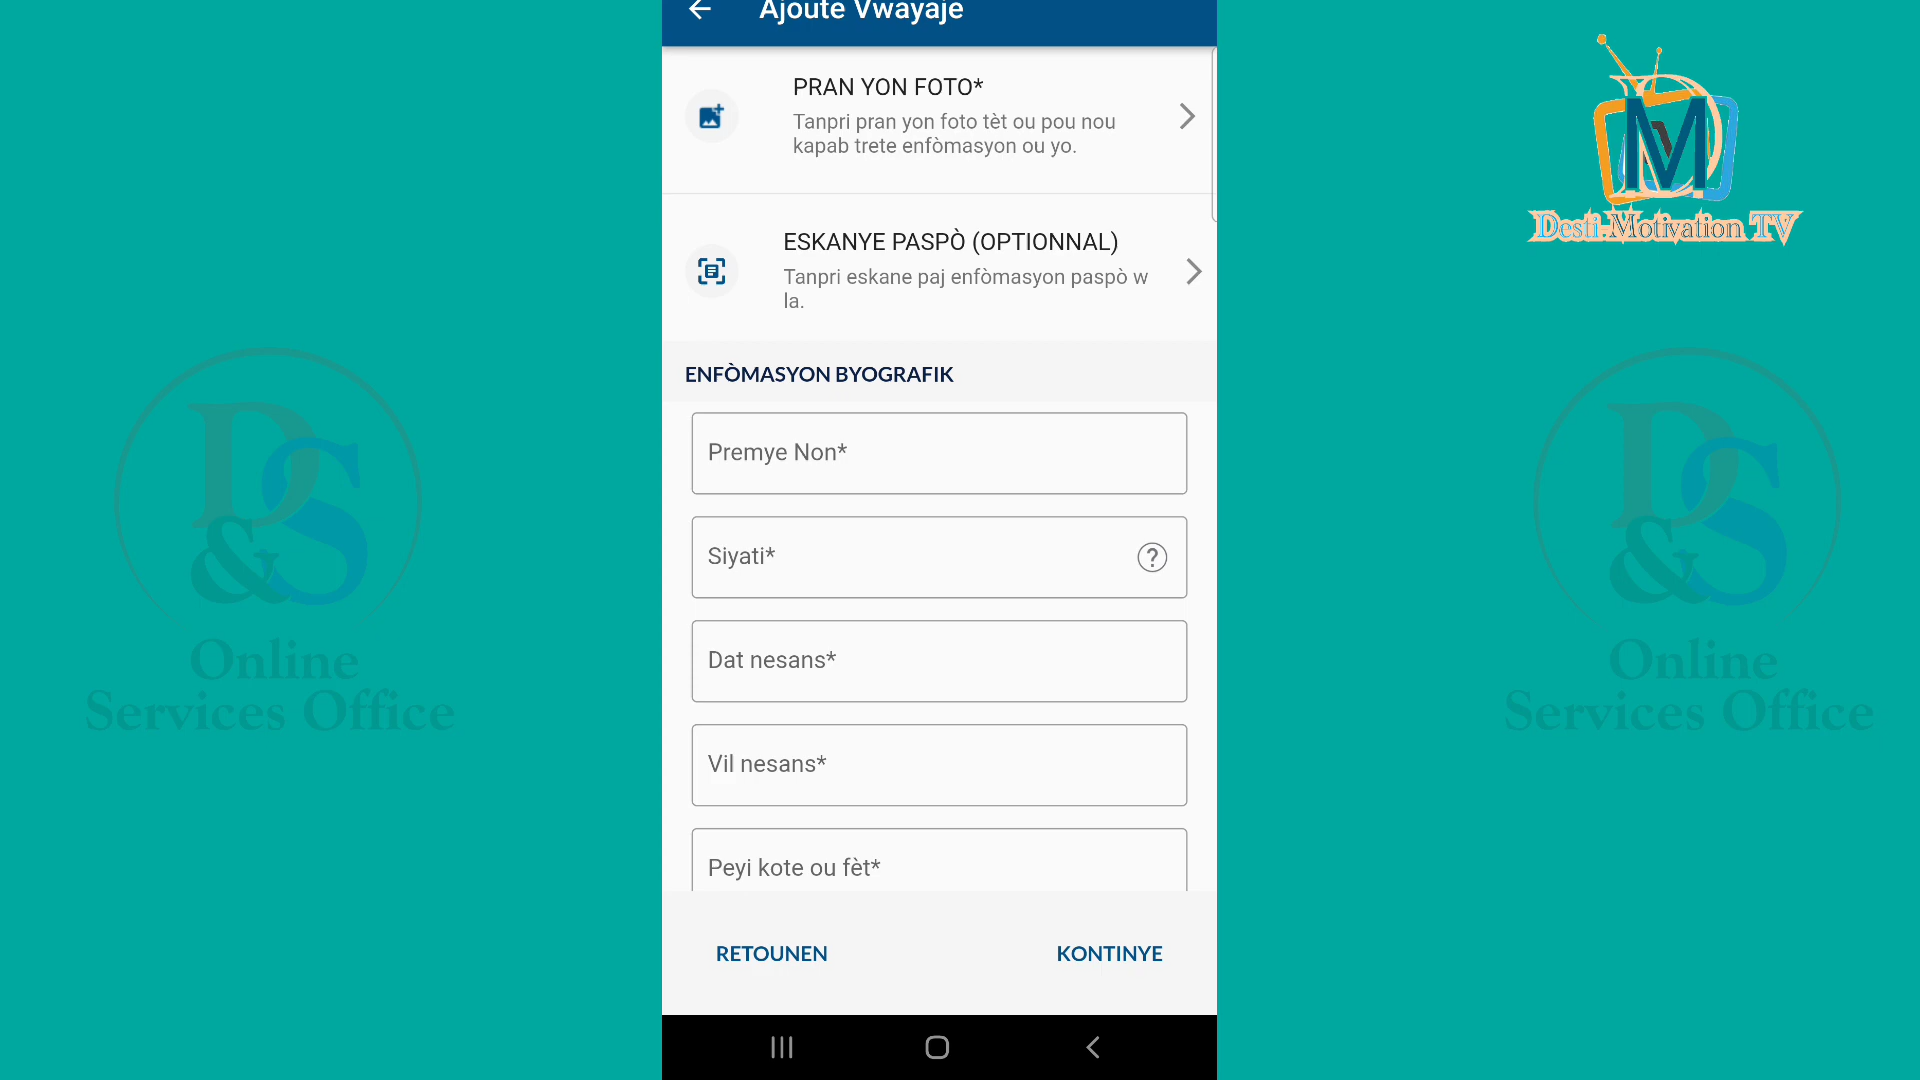 Ajoute Vwayaje
PRAN YON FOTO*
Tanpri pran yon foto tèt ou pou nou
kapab trete enfòmasyon ou yo.
ESKANYE PASPÒ (OPTIONNAL)
Tanpri eskane paj enfòmasyon paspò w
la.
ENFÒMASYON BYOGRAFIK
Premye Non*
Siyati*
?
Dat nesans*
Vil nesans*
Peyi kote ou fèt*
RETOUNEN
KONTINYE
DM
Desti-Motivation TV
D&S
Online
Services Office
D&S
Online
Services Office